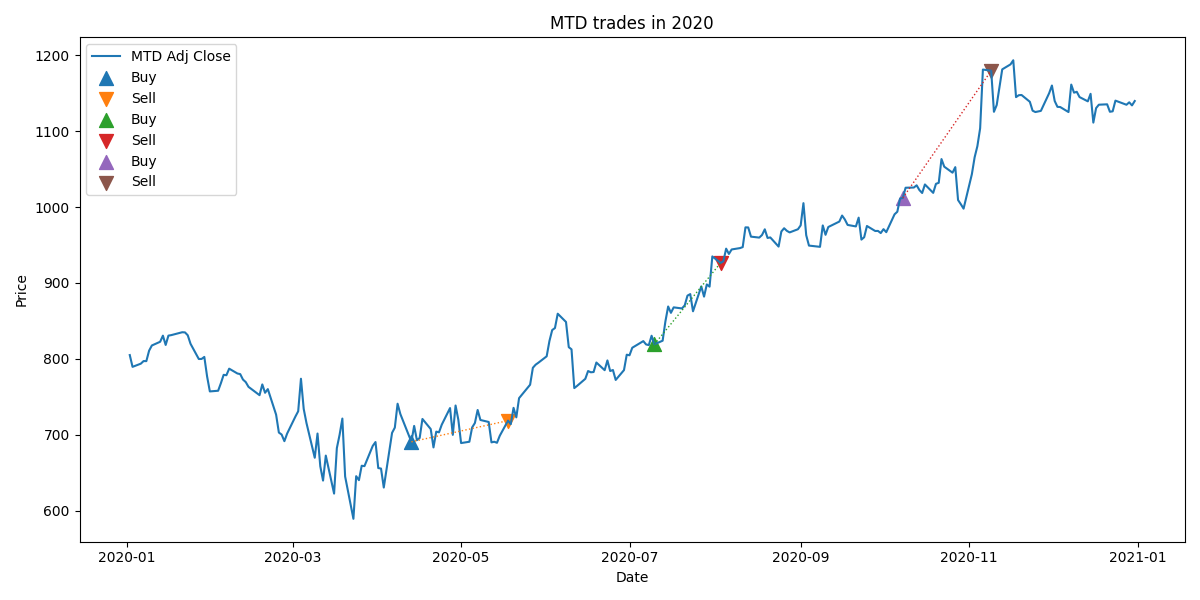 MTD trades in 2020
MTD Adj Close
Buy
Sell
Buy
Sell
Buy
Sell
1200
1100
1000
900
800
700
600
Price
2020-01
2020-03
2020-05
2020-07
2020-09
2020-11
2021-01
Date